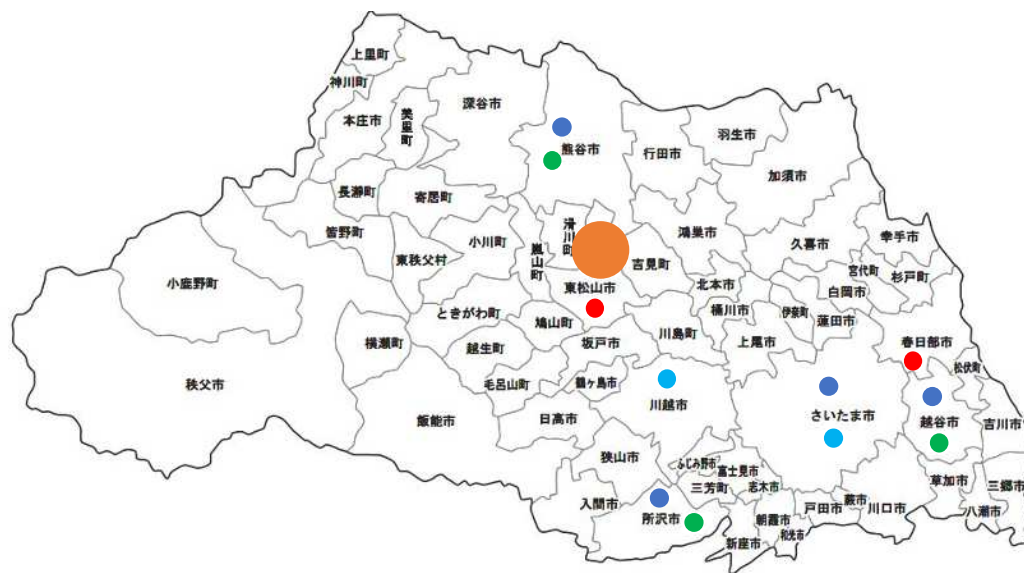 上里町
神川町
本庄市
美里町
深谷市
熊谷市
行田市
羽生市
加須市
長瀞町
寄居町
皆野町
東秩父村
小川町
嵐山町
滑川町
吉見町
鴻巣市
久喜市
幸手市
宮代町
杉戸町
白岡市
小鹿野町
東松山市
北本市
桶川市
伊奈町
蓮田市
ときがわ町
鳩山町
坂戸市
川島町
上尾市
春日部市
松伏町
横瀬町
越生町
秩父市
毛呂山町
鶴ヶ島市
川越市
さいたま市
越谷市
吉川市
飯能市
日高市
狭山市
ふじみ野市
富士見市
三芳町
志木市
入間市
所沢市
朝霞市
和光市
新座市
戸田市
蕨市
川口市
草加市
三郷市
八潮市